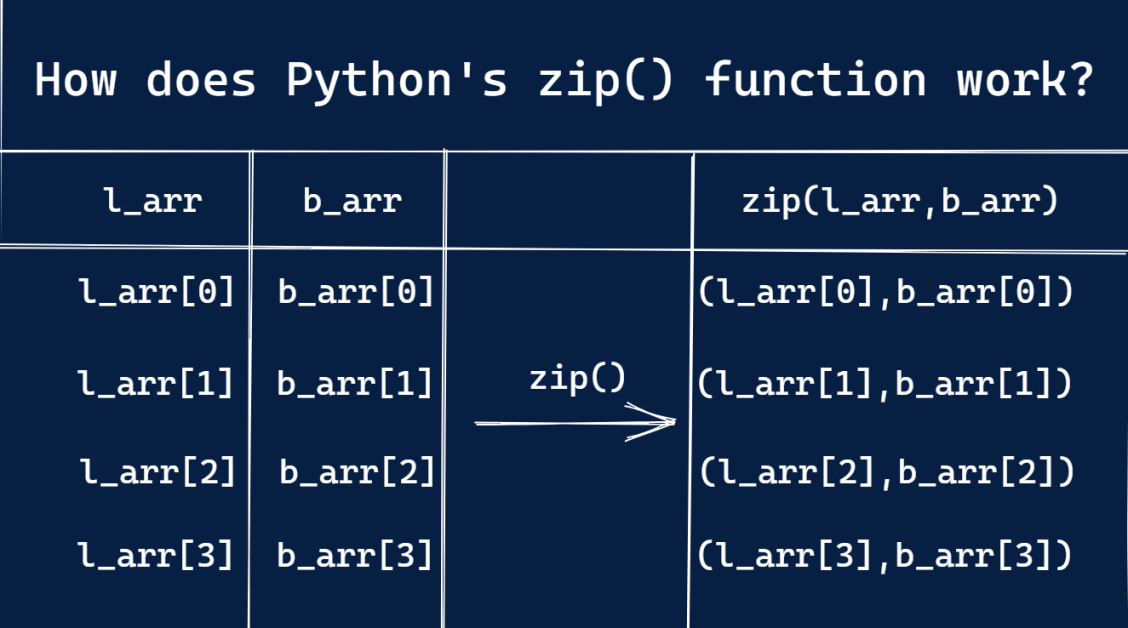 How does Python's zip() function work?
l_arr b_arr zip(l_arr,b_arr)
l_arr[0] b_arr[0] (l_arr[0],b_arr[0])
zip()
l_arr[1] b_arr[1] (l_arr[1],b_arr[1])
l_arr[2] b_arr[2] (l_arr[2],b_arr[2])
l_arr[3] b_arr[3] (l_arr[3],b_arr[3])